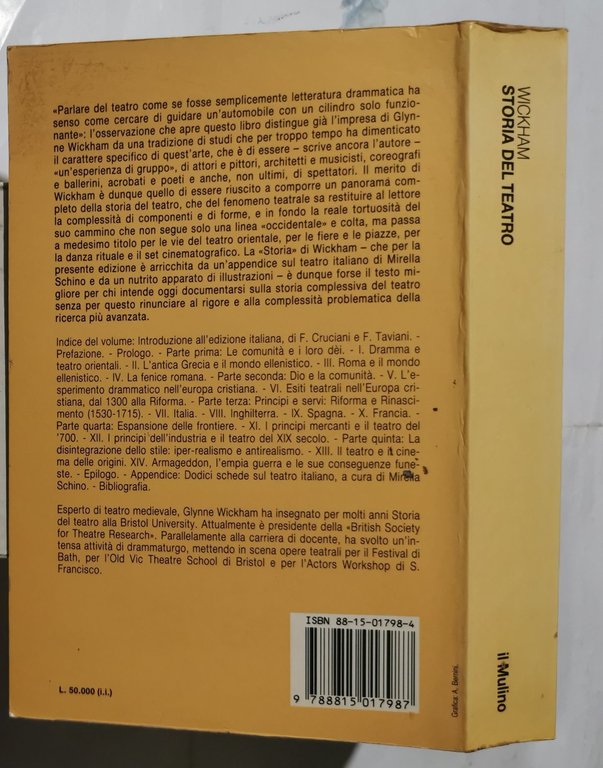 «Parlare del teatro come se fosse semplicemente letteratura drammatica ha
senso come cercare di guidare un'automobile con un cilindro solo funzio-
nante»: l'osservazione che apre questo libro distingue già l'impresa di Glyn-
ne Wickham da una tradizione di studi che per troppo tempo ha dimenticato
il carattere specifico di quest'arte, che è di essere – scrive ancora l'autore –
«un'esperienza di gruppo», di attori e pittori, architetti e musicisti, coreografi
e ballerini, acrobati e poeti e anche, non ultimi, di spettatori. Il merito di
Wickham è dunque quello di essere riuscito a comporre un panorama com-
pleto della storia del teatro, che del fenomeno teatrale sa restituire al lettore
la complessità di componenti e di forme, e in fondo la reale tortuosità del
suo cammino che non segue solo una linea «occidentale» e colta, ma passa
a medesimo titolo per le vie del teatro orientale, per le fiere e le piazze, per
la danza rituale e il set cinematografico. La «Storia» di Wickham – che per la
presente edizione è arricchita da un'appendice sul teatro italiano di Mirella
Schino e da un nutrito apparato di illustrazioni – è dunque forse il testo mi-
gliore per chi intende oggi documentarsi sulla storia complessiva del teatro
senza per questo rinunciare al rigore e alla complessità problematica della
ricerca più avanzata.
Indice del volume: Introduzione all'edizione italiana, di F. Cruciani e F. Taviani. -
Prefazione. - Prologo. - Parte prima: Le comunità e i loro dèi. - I. Dramma e
teatro orientali. - II. L'antica Grecia e il mondo ellenistico. - III. Roma e il mondo
ellenistico. - IV. La fenice romana. - Parte seconda: Dio e la comunità. - V. L'e-
sperimento drammatico nell'europa cristiana. - VI. Esiti teatrali nell'Europa cri-
stiana, dal 1300 alla Riforma. - Parte terza: Principi e servi: Riforma e Rinasci-
mento (1530-1715). - VII. Italia. - VIII. Inghilterra. - IX. Spagna. - X. Francia. -
Parte quarta: Espansione delle frontiere. - XI. I principi mercanti e il teatro del
'700. - XII. I principi dell'industria e il teatro del XIX secolo. - Parte quinta: La
disintegrazione dello stile: iper-realismo e antirealismo. - XIII. Il teatro e il cine-
ma delle origini. XIV. Armageddon, l'empia guerra e le sue conseguenze fune-
ste. - Epilogo. - Appendice: Dodici schede sul teatro italiano, a cura di Mirella
Schino. - Bibliografia.
Esperto di teatro medievale, Glynne Wickham ha insegnato per molti anni Storia
del teatro alla Bristol University. Attualmente è presidente della «British Society
for Theatre Research». Parallelamente alla carriera di docente, ha svolto un'in-
tensa attività di drammaturgo, mettendo in scena opere teatrali per il Festival di
Bath, per l'Old Vic Theatre School di Bristol e per l'Actors Workshop di S.
Francisco.
ISBN 88-15-01798-4
9 788815 017987
L. 50.000 (i.i.)
Grafica: A. Bernini.
WICKHAM
STORIA DEL TEATRO
il Mulino